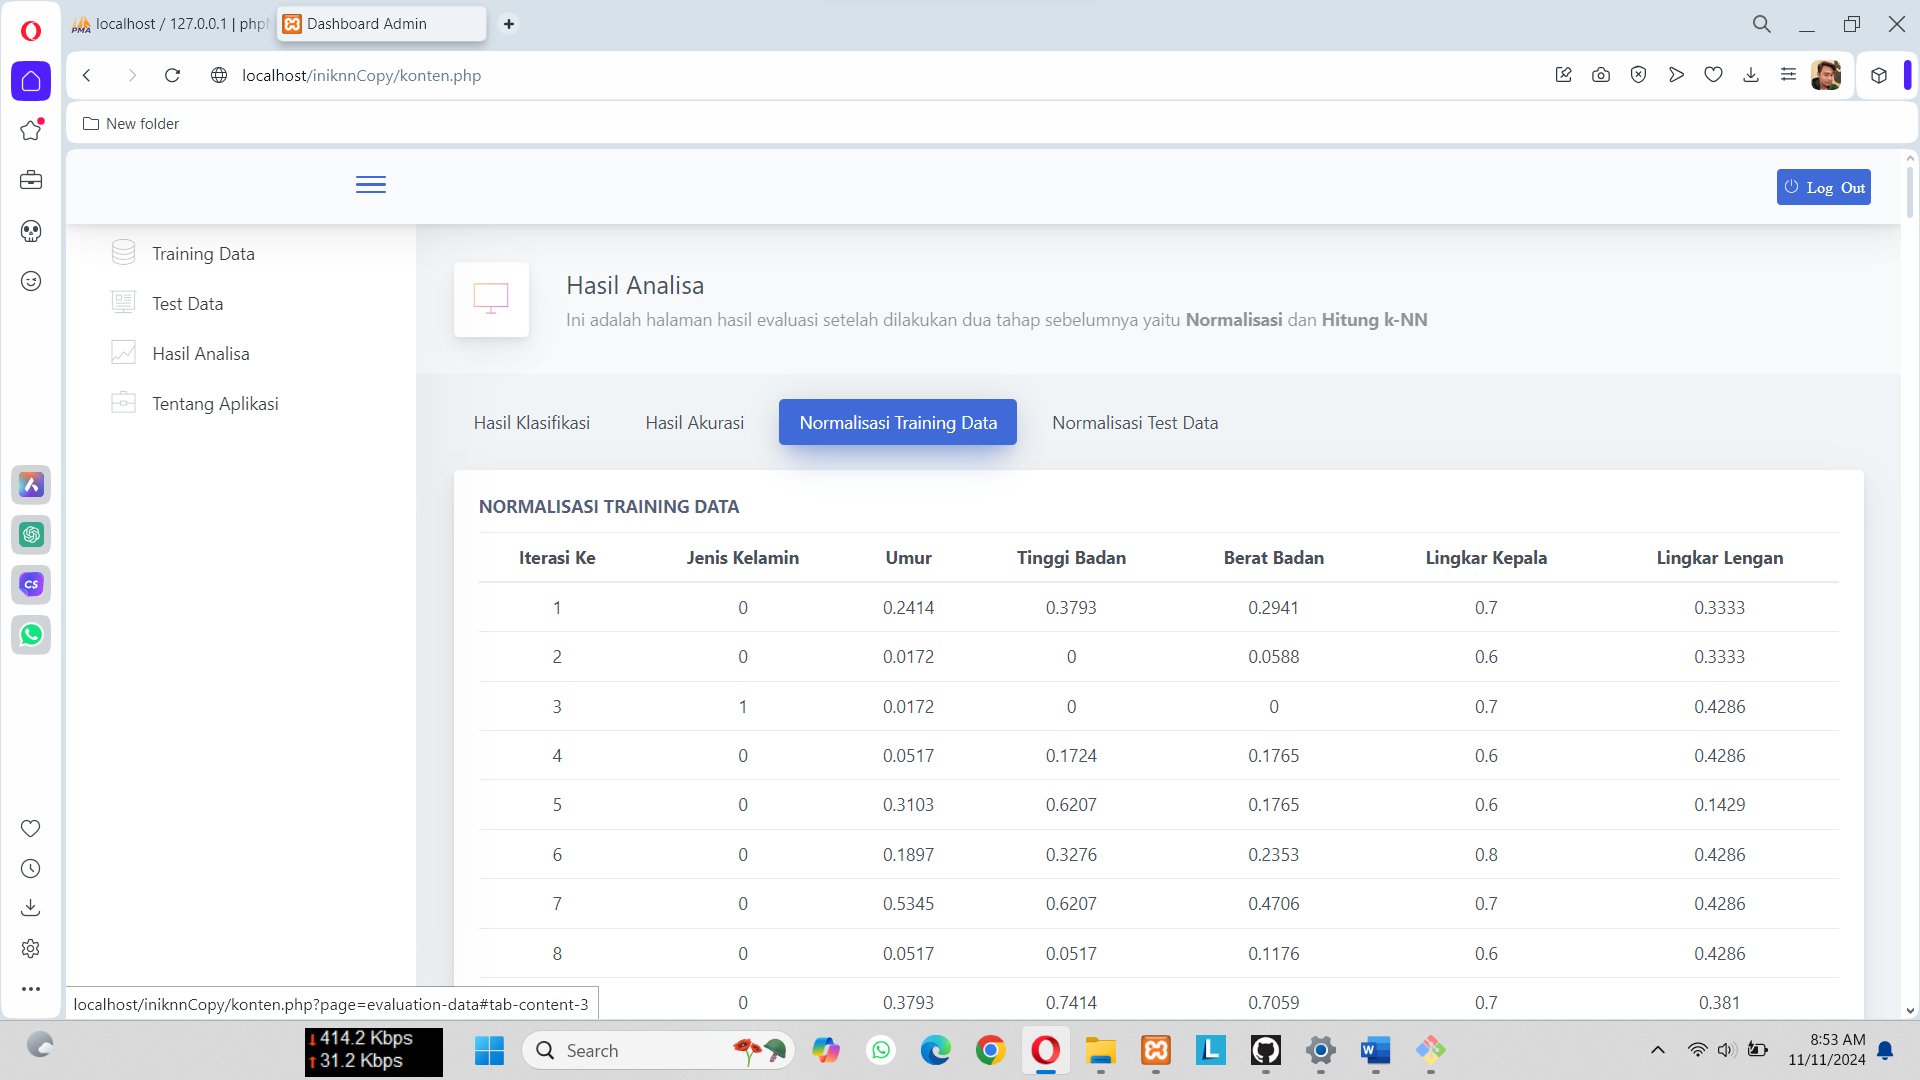 localhost / 127.0.0.1 | php
Dashboard Admin
localhost/iniknnCopy/konten.php
New folder
Log Out
Training Data
Test Data
Hasil Analisa
Tentang Aplikasi
Hasil Analisa
Ini adalah halaman hasil evaluasi setelah dilakukan dua tahap sebelumnya yaitu Normalisasi dan Hitung k-NN
Hasil Klasifikasi Hasil Akurasi Normalisasi Training Data Normalisasi Test Data
NORMALISASI TRAINING DATA
Iterasi Ke Jenis Kelamin Umur Tinggi Badan Berat Badan Lingkar Kepala Lingkar Lengan
1 0 0.2414 0.3793 0.2941 0.7 0.3333
2 0 0.0172 0 0.0588 0.6 0.3333
3 1 0.0172 0 0 0.7 0.4286
4 0 0.0517 0.1724 0.1765 0.6 0.4286
5 0 0.3103 0.6207 0.1765 0.6 0.1429
6 0 0.1897 0.3276 0.2353 0.8 0.4286
7 0 0.5345 0.6207 0.4706 0.7 0.4286
8 0 0.0517 0.0517 0.1176 0.6 0.4286
0 0.3793 0.7414 0.7059 0.7 0.381
localhost/iniknnCopy/konten.php?page=evaluation-data#tab-content-3
414.2 Kbps
31.2 Kbps
Search
8:53 AM
11/11/2024
PMA
CS
L
W